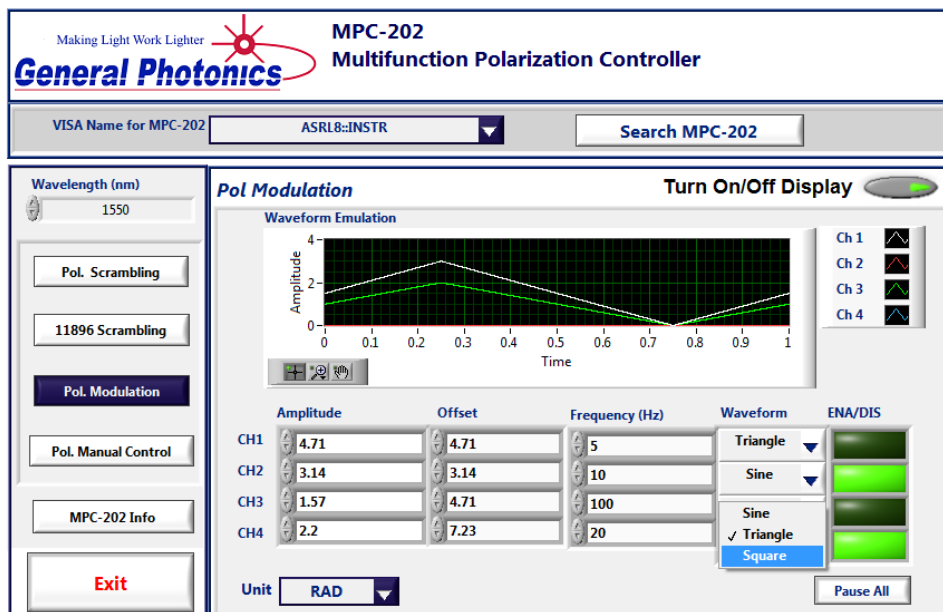 Making Light Work Lighter
General Photonics
MPC-202
Multifunction Polarization Controller
VISA Name for MPC-202
ASRL8::INSTR
Search MPC-202
Wavelength (nm)
1550
Pol. Scrambling
11896 Scrambling
Pol. Modulation
Pol. Manual Control
MPC-202 Info
Exit
Pol Modulation
Turn On/Off Display
Waveform Emulation
Amplitude
4
2
0
0 0.1 0.2 0.3 0.4 0.5 0.6 0.7 0.8 0.9 1
Time
Ch 1
Ch 2
Ch 3
Ch 4
Amplitude Offset Frequency (Hz) Waveform ENA/DIS
CH1 4.71 4.71 5 Triangle
CH2 3.14 3.14 10 Sine
CH3 1.57 4.71 100
CH4 2.2 7.23 20
Sine
✓ Triangle
Square
Unit RAD
Pause All